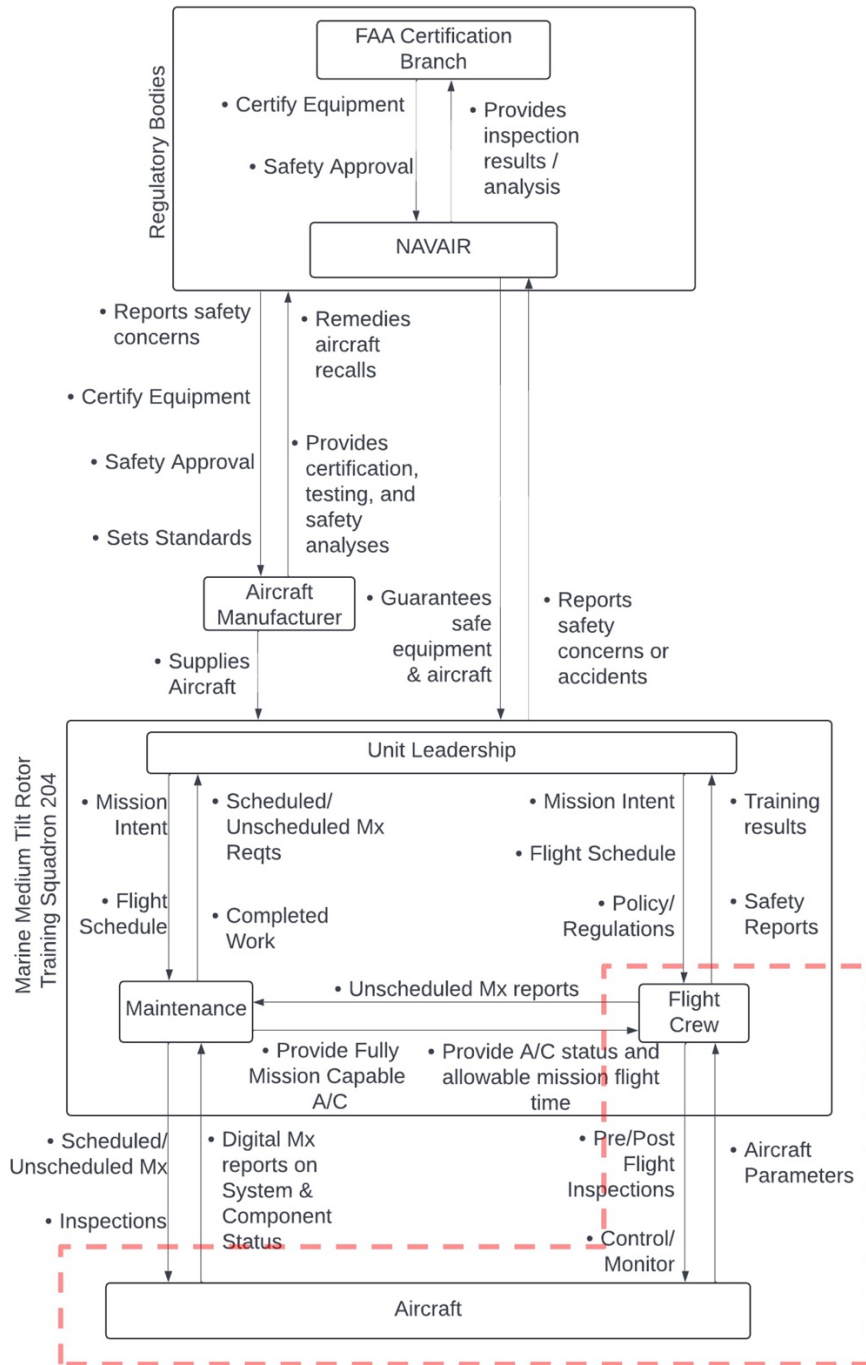 FAA Certification
Branch
• Certify Equipment
• Safety Approval
• Provides
inspection
results /
analysis
Regulatory Bodies
NAVAIR
• Reports safety
concerns
• Certify Equipment
• Safety Approval
• Sets Standards
• Remedies
aircraft
recalls
• Provides
certification,
testing, and
safety
analyses
Aircraft
Manufacturer
• Supplies
Aircraft
• Guarantees
safe
equipment
& aircraft
• Reports
safety
concerns or
accidents
Marine Medium Tilt Rotor
Training Squadron 204
Unit Leadership
• Mission
Intent
• Flight
Schedule
• Scheduled/
Unscheduled Mx
Reqts
• Completed
Work
• Mission Intent
• Flight Schedule
• Policy/
Regulations
• Training
results
• Safety
Reports
Maintenance
• Unscheduled Mx reports
Flight
Crew
• Provide Fully
Mission Capable
A/C
• Provide A/C status and
allowable mission flight
time
• Scheduled/
Unscheduled Mx
• Inspections
• Digital Mx
reports on
System &
Component
Status
• Pre/Post
Flight
Inspections
• Control/
Monitor
• Aircraft
Parameters
Aircraft